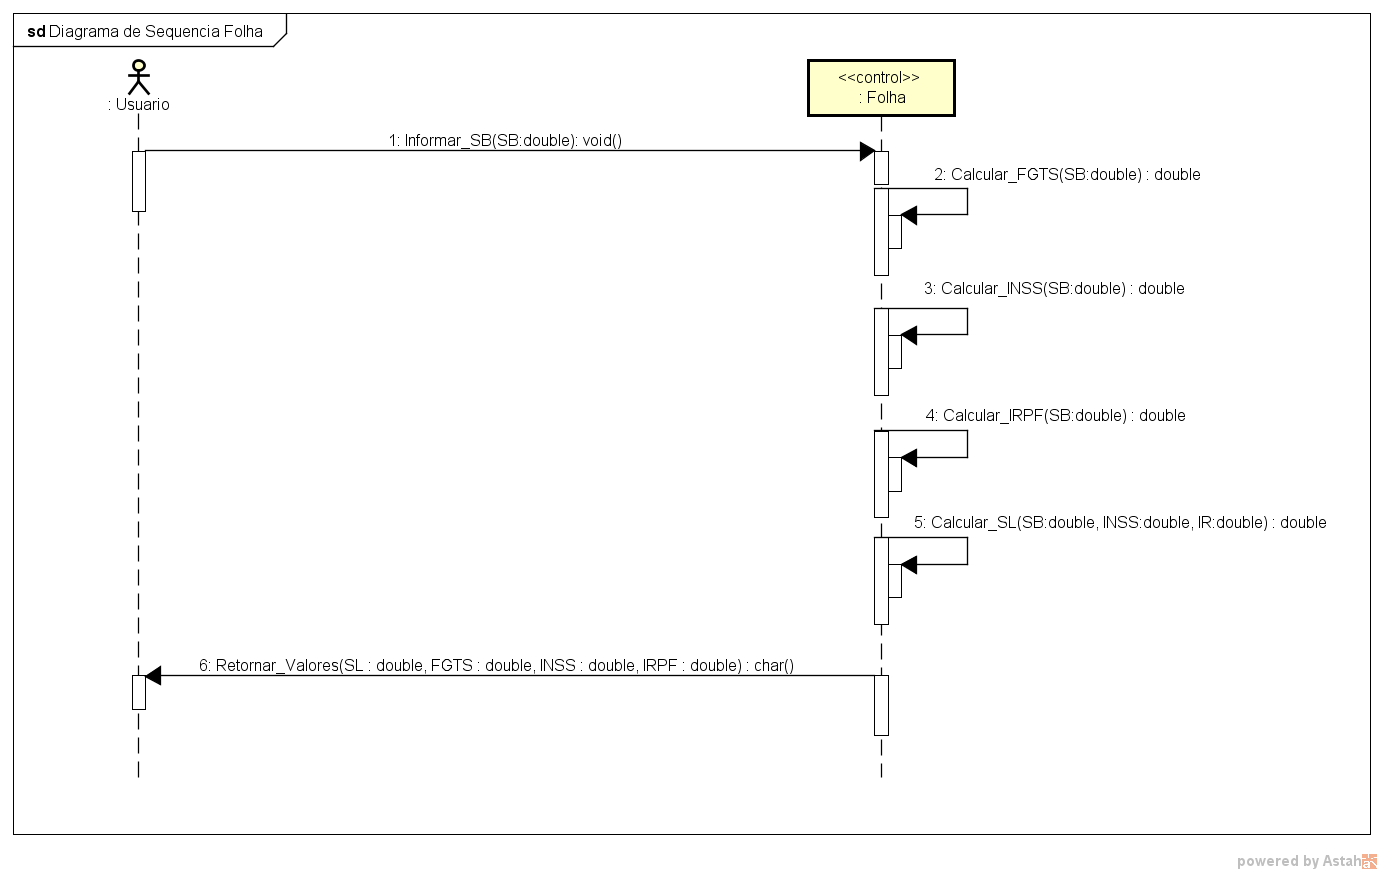 sd Diagrama de Sequencia Folha
: Usuario
<<control>>
: Folha
1: Informar_SB(SB:double): void()
2: Calcular_FGTS(SB:double) : double
3: Calcular_INSS(SB:double) : double
4: Calcular_IRPF(SB:double) : double
5: Calcular_SL(SB:double, INSS:double, IR:double) : double
6: Retornar_Valores(SL : double, FGTS : double, INSS : double, IRPF : double) : char()
powered by Astah